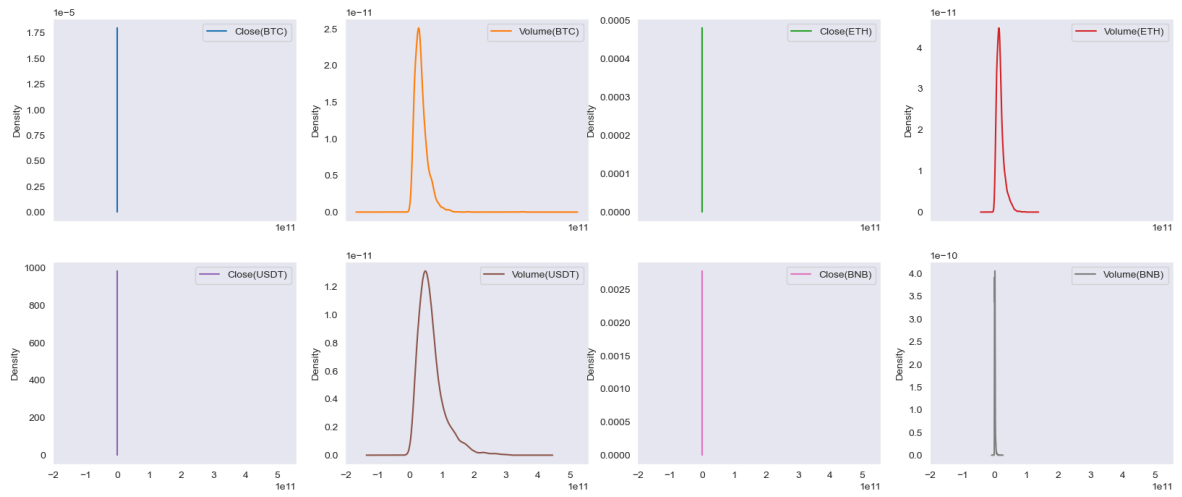 1e−5
Close(BTC)
1.75
1.50
1.25
1.00
0.75
0.50
0.25
0.00
Density
1e11
1e−11
Volume(BTC)
2.5
2.0
1.5
1.0
0.5
0.0
Density
1e11
Close(ETH)
0.0005
0.0004
0.0003
0.0002
0.0001
0.0000
Density
1e11
1e−11
Volume(ETH)
4
3
2
1
0
Density
1e11
Close(USDT)
1000
800
600
400
200
0
Density
−2 −1 0 1 2 3 4 5
1e11
1e−11
Volume(USDT)
1.2
1.0
0.8
0.6
0.4
0.2
0.0
Density
−2 −1 0 1 2 3 4 5
1e11
Close(BNB)
0.0025
0.0020
0.0015
0.0010
0.0005
0.0000
Density
−2 −1 0 1 2 3 4 5
1e11
1e−10
Volume(BNB)
4.0
3.5
3.0
2.5
2.0
1.5
1.0
0.5
0.0
Density
−2 −1 0 1 2 3 4 5
1e11